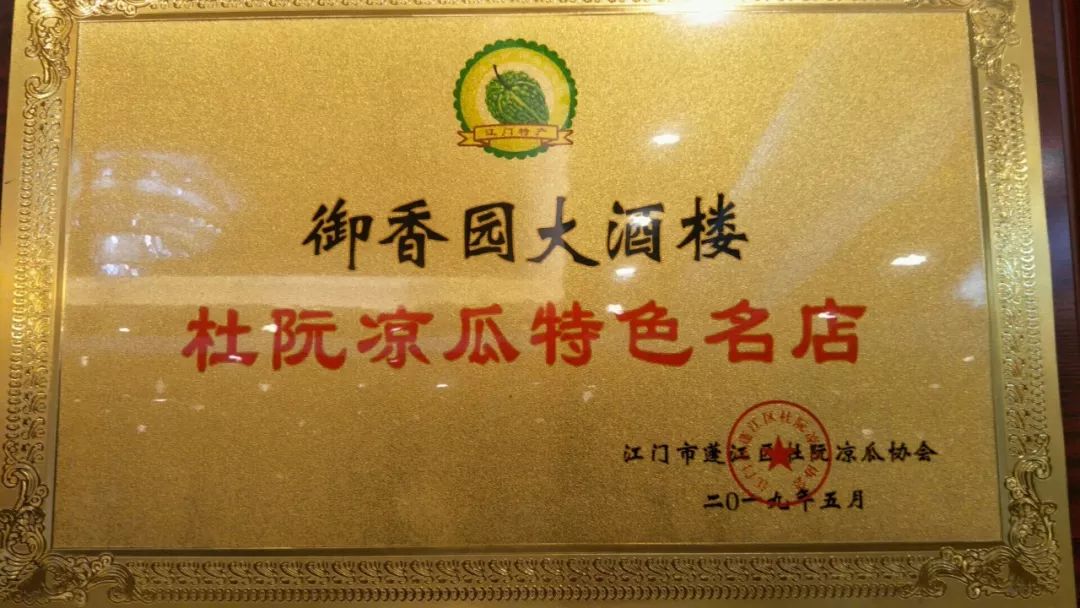 江门特产
御香园大酒楼
杜阮凉瓜特色名店
江门市蓬江区杜阮凉瓜协会
二0一九年五月